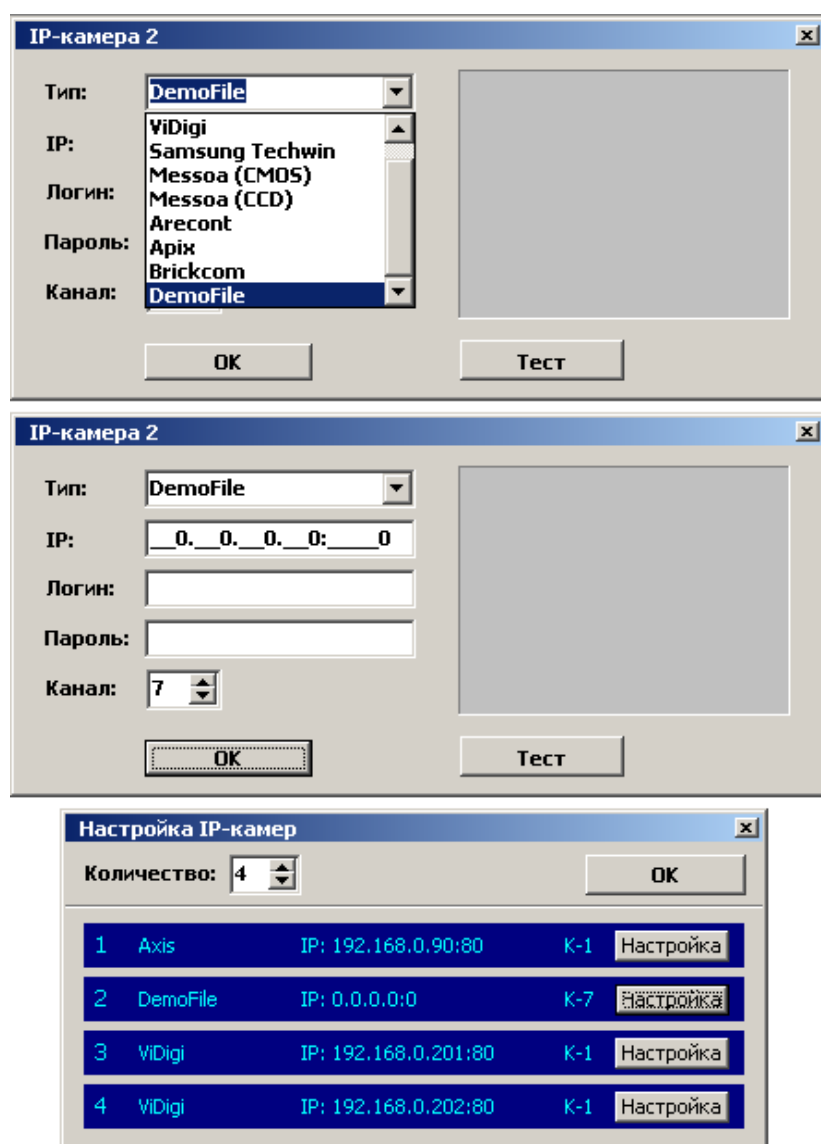 IP-камера 2
Тип: DemoFile
ViDigi
IP: Samsung Techwin
Messoa (CMOS)
Логин: Messoa (CCD)
Arecont
Пароль: Apix
Brickcom
Канал: DemoFile
OK Тест
IP-камера 2
Тип: DemoFile
IP: __0.__0.__0.__0:____0
Логин:
Пароль:
Канал: 7
OK Тест
Настройка IP-камер
Количество: 4 OK
1 Axis IP: 192.168.0.90:80 K-1 Настройка
2 DemoFile IP: 0.0.0.0:0 K-7 Настройка
3 ViDigi IP: 192.168.0.201:80 K-1 Настройка
4 ViDigi IP: 192.168.0.202:80 K-1 Настройка